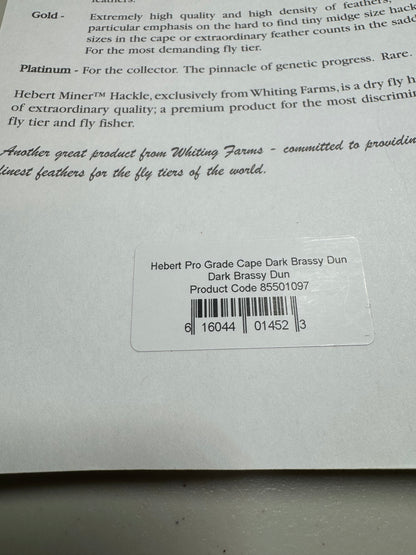 feathers.
Gold - Extremely high quality and high density of feathers,
particular emphasis on the hard to find tiny midge size
sizes in the cape or extraordinary feather counts in the
For the most demanding fly tier.
Platinum - For the collector. The pinnacle of genetic progress. Rare.
Hebert Miner™ Hackle, exclusively from Whiting Farms, is a dry fly
of extraordinary quality; a premium product for the most
fly tier and fly fisher.
Another great product from Whiting Farms - committed to
finest feathers for the fly tiers of the world.
Hebert Pro Grade Cape Dark Brassy Dun
Dark Brassy Dun
Product Code 85501097
6 16044 01452 3